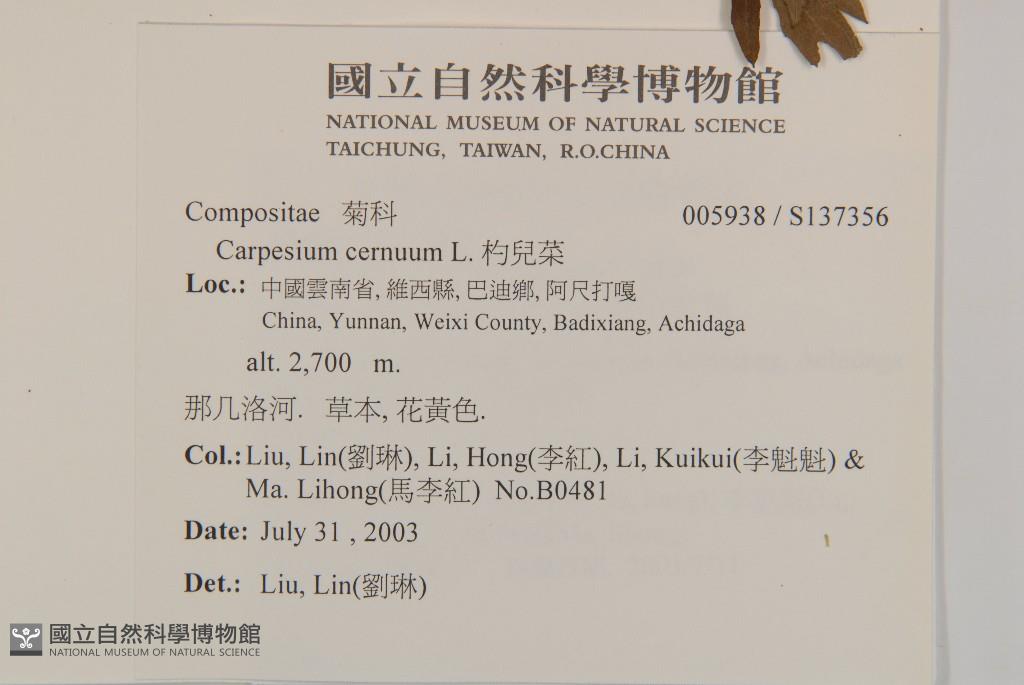 國立自然科學博物館
NATIONAL MUSEUM OF NATURAL SCIENCE
TAICHUNG, TAIWAN, R.O.CHINA
Compositae 菊科 005938 / S137356
Carpesium cernuum L. 杓兒菜
Loc.: 中國雲南省, 維西縣, 巴迪鄉, 阿尺打嘎
China, Yunnan, Weixi County, Badixiang, Achidaga
alt. 2,700 m.
那几洛河. 草本, 花黃色.
Col.: Liu, Lin(劉琳), Li, Hong(李紅), Li, Kuikui(李魁魁) &
Ma. Lihong(馬李紅) No.B0481
Date: July 31 , 2003
Det.: Liu, Lin(劉琳)
國立自然科學博物館
NATIONAL MUSEUM OF NATURAL SCIENCE